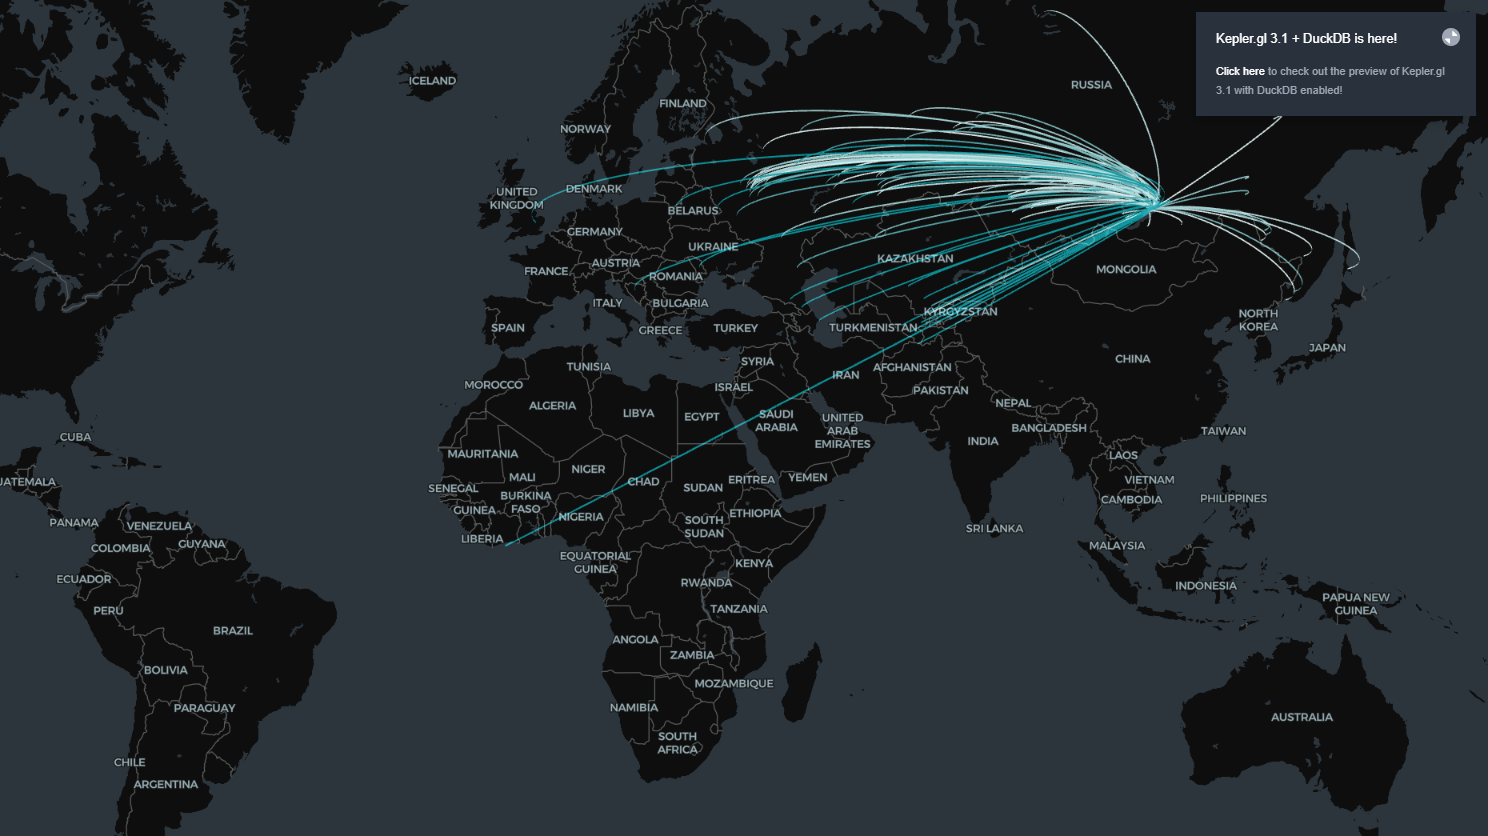 Kepler.gl 3.1 + DuckDB is here!
Click here to check out the preview of Kepler.gl
3.1 with DuckDB enabled!
ICELAND
RUSSIA
FINLAND
NORWAY
UNITED
KINGDOM
DENMARK
BELARUS
GERMANY
UKRAINE
AUSTRIA
FRANCE
ROMANIA
KAZAKHSTAN
MONGOLIA
ITALY
BULGARIA
KYRGYZSTAN
NORTH
KOREA
SPAIN
GREECE
TURKEY
TURKMENISTAN
JAPAN
SYRIA
CHINA
TUNISIA
AFGHANISTAN
IRAN
MOROCCO
ISRAEL
PAKISTAN
ALGERIA
LIBYA
EGYPT
SAUDI
ARABIA
UNITED
ARAB
EMIRATES
NEPAL
BANGLADESH
TAIWAN
CUBA
INDIA
MAURITANIA
LAOS
NIGER
MALI
CHAD
ERITREA
YEMEN
VIETNAM
UATEMALA
SENEGAL
SUDAN
BURKINA
FASO
CAMBODIA
PHILIPPINES
GUINEA
NIGERIA
ETHIOPIA
PANAMA
VENEZUELA
SOUTH
SUDAN
SRI LANKA
LIBERIA
GUYANA
COLOMBIA
MALAYSIA
EQUATORIAL
GUINEA
KENYA
ECUADOR
RWANDA
INDONESIA
PERU
TANZANIA
PAPUA NEW
GUINEA
BRAZIL
ANGOLA
ZAMBIA
BOLIVIA
MOZAMBIQUE
PARAGUAY
NAMIBIA
AUSTRALIA
SOUTH
AFRICA
CHILE
ARGENTINA